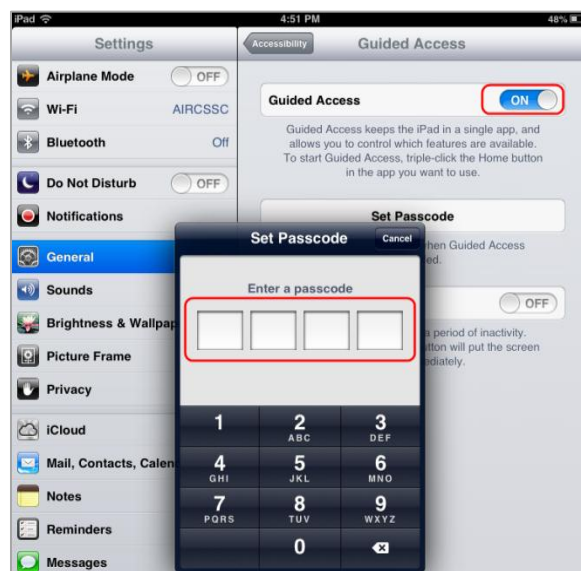 iPad 4:51 PM 48%
Settings
Accessibility
Guided Access
Airplane Mode OFF
Wi-Fi AIRCSSC
Bluetooth Off
Do Not Disturb OFF
Notifications
General
Sounds
Brightness & Wallpap
Picture Frame
Privacy
iCloud
Mail, Contacts, Calen
Notes
Reminders
Messages
Guided Access ON
Guided Access keeps the iPad in a single app, and
allows you to control which features are available.
To start Guided Access, triple-click the Home button
in the app you want to use.
Set Passcode
hen Guided Access
ed.
OFF
a period of inactivity.
tton will put the screen
ediately.
Set Passcode Cancel
Enter a passcode
1 2 3
ABC DEF
4 5 6
GHI JKL MNO
7 8 9
PQRS TUV WXYZ
0